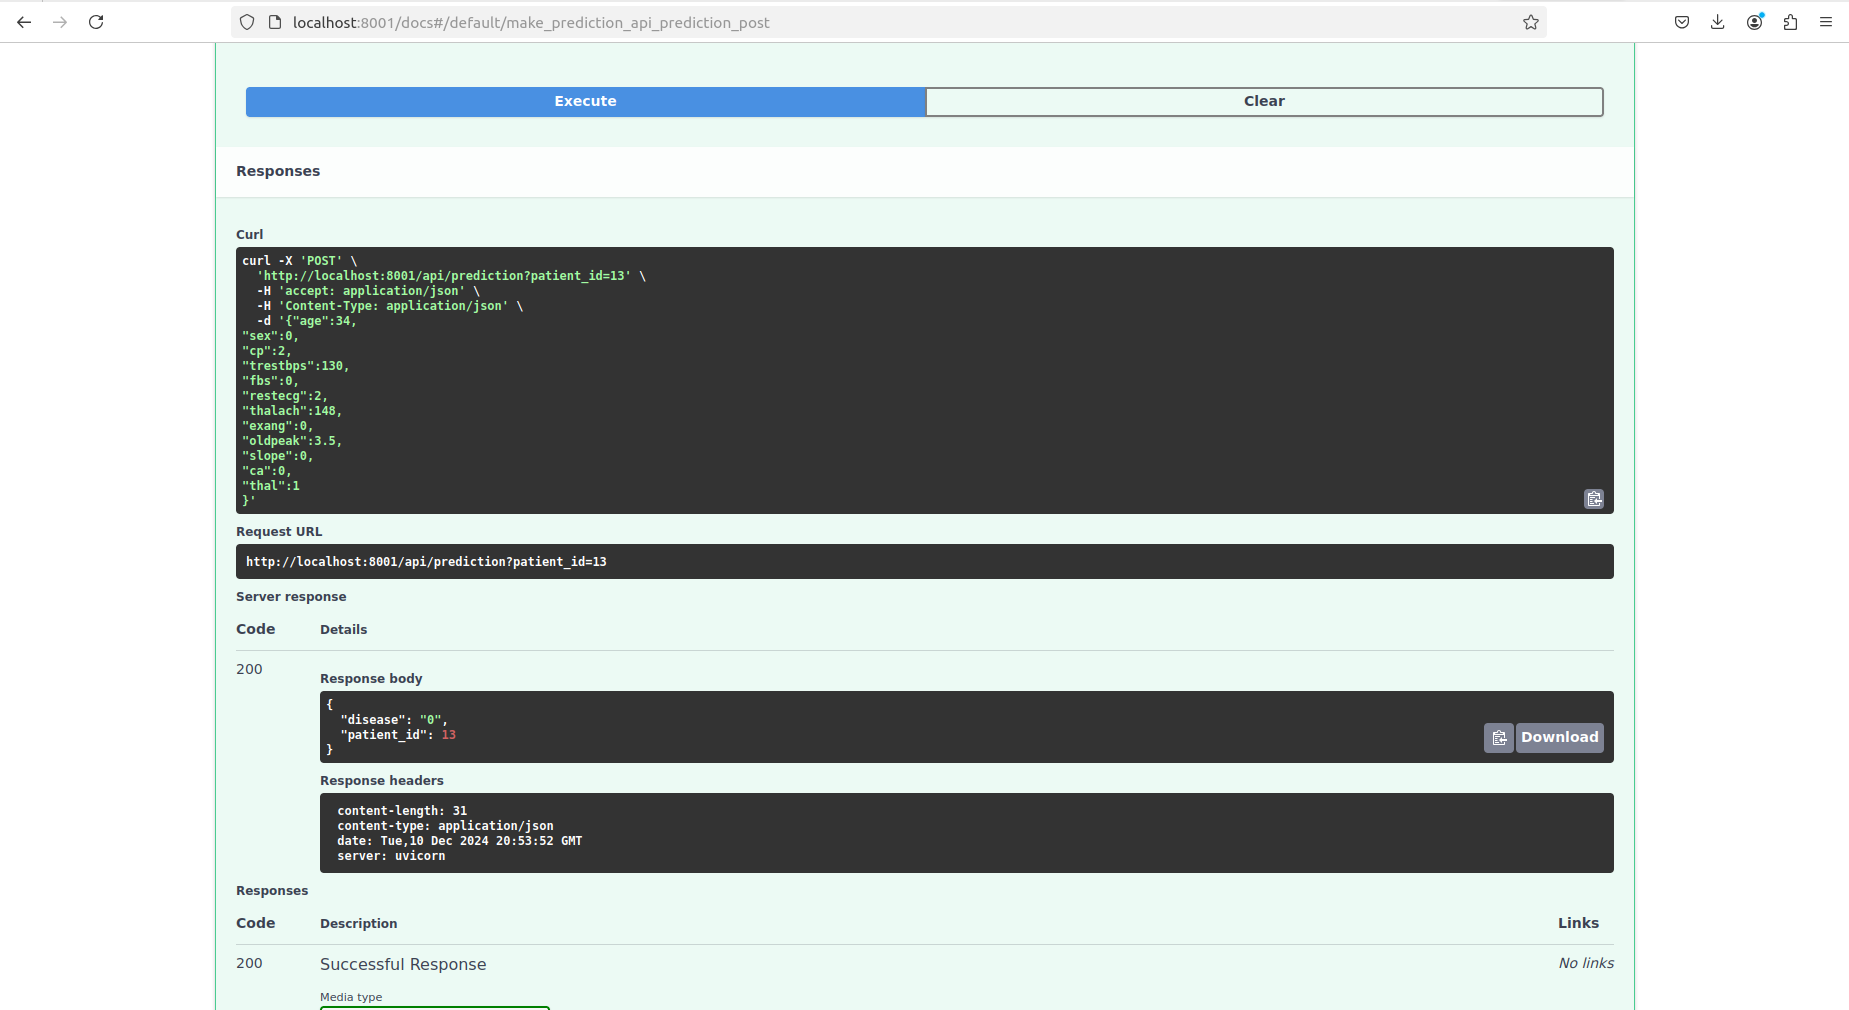 localhost:8001/docs#/default/make_prediction_api_prediction_post
Execute
Clear
Responses
Curl
curl -X 'POST' \
  'http://localhost:8001/api/prediction?patient_id=13' \
  -H 'accept: application/json' \
  -H 'Content-Type: application/json' \
  -d '{"age":34,
"sex":0,
"cp":2,
"trestbps":130,
"fbs":0,
"restecg":2,
"thalach":148,
"exang":0,
"oldpeak":3.5,
"slope":0,
"ca":0,
"thal":1
}'
Request URL
http://localhost:8001/api/prediction?patient_id=13
Server response
Code Details
200
Response body
{
  "disease": "0",
  "patient_id": 13
}
Download
Response headers
content-length: 31
content-type: application/json
date: Tue,10 Dec 2024 20:53:52 GMT
server: uvicorn
Responses
Code Description Links
200 Successful Response No links
Media type